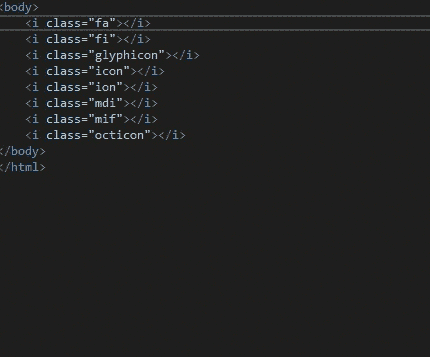 <body>
<i class="fa"></i>
<i class="fi"></i>
<i class="glyphicon"></i>
<i class="icon"></i>
<i class="ion"></i>
<i class="mdi"></i>
<i class="mif"></i>
<i class="octicon"></i>
</body>
</html>